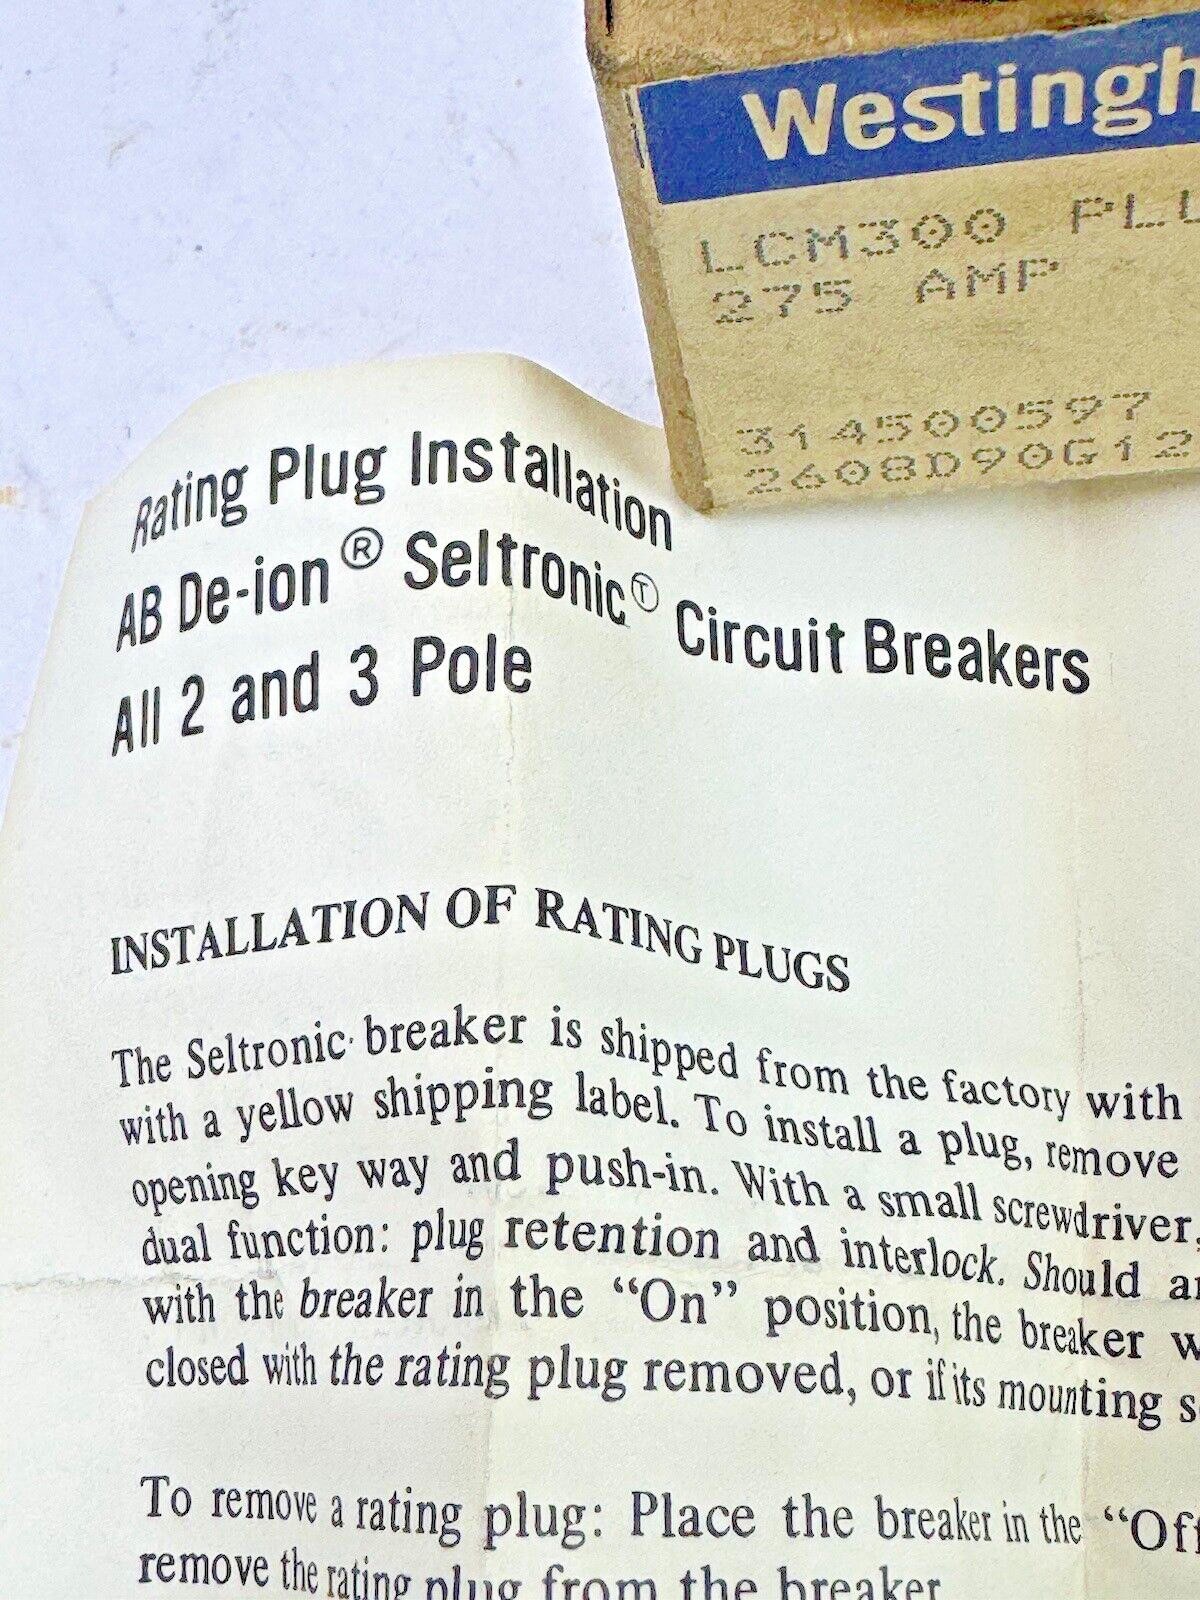 Westingh
LCM300 PLU
275 AMP
314500597
2608D90G12
Rating Plug Installation
AB De-ion® Seltronic Ⓣ Circuit Breakers
All 2 and 3 Pole
INSTALLATION OF RATING PLUGS
The Seltronic breaker is shipped from the factory with
with a yellow shipping label. To install a plug, remove
opening key way and push-in. With a small screwdriver,
dual function: plug retention and interlock. Should
with the breaker in the “On” position, the breaker
closed with the rating plug removed, or if its mounting
To remove a rating plug: Place the breaker in the “Off
remove the rating plug from the breaker